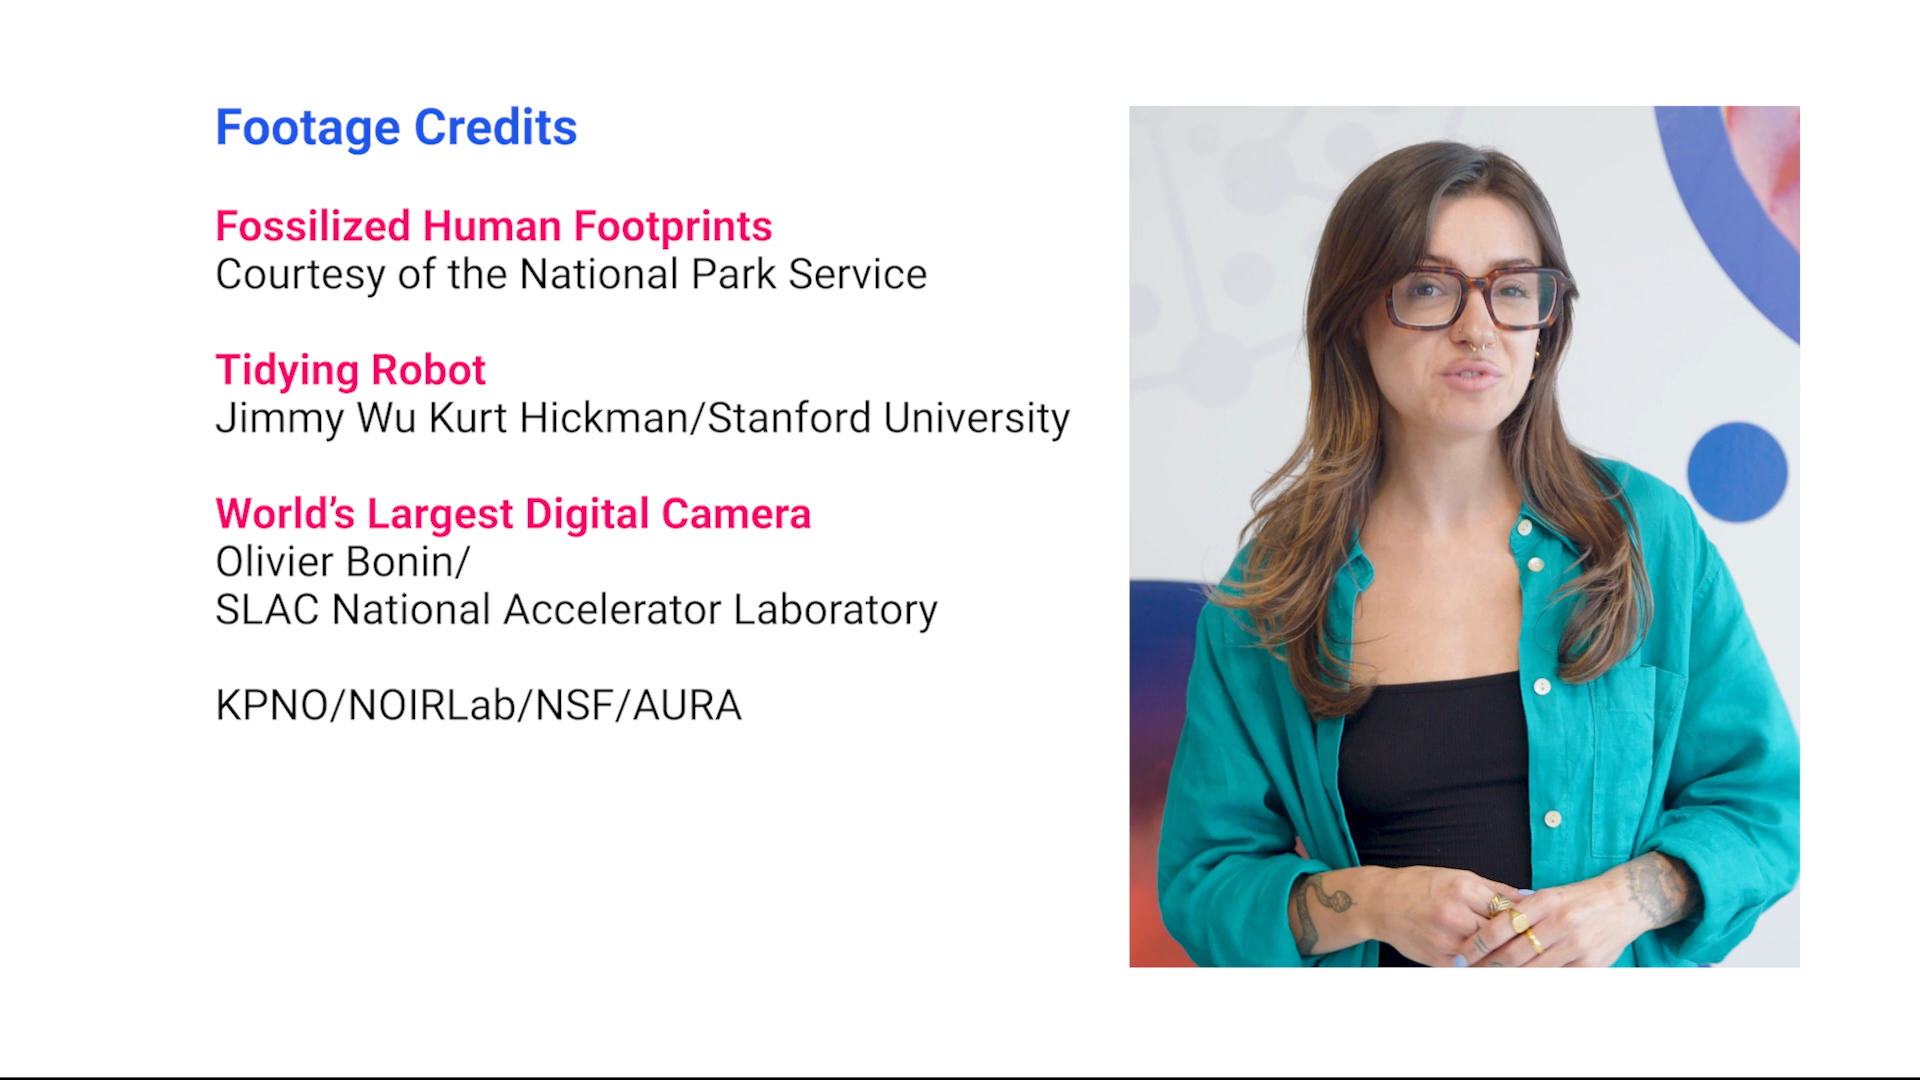 Footage Credits
Fossilized Human Footprints
Courtesy of the National Park Service
Tidying Robot
Jimmy Wu Kurt Hickman/Stanford University
World’s Largest Digital Camera
Olivier Bonin/
SLAC National Accelerator Laboratory
KPNO/NOIRLab/NSF/AURA